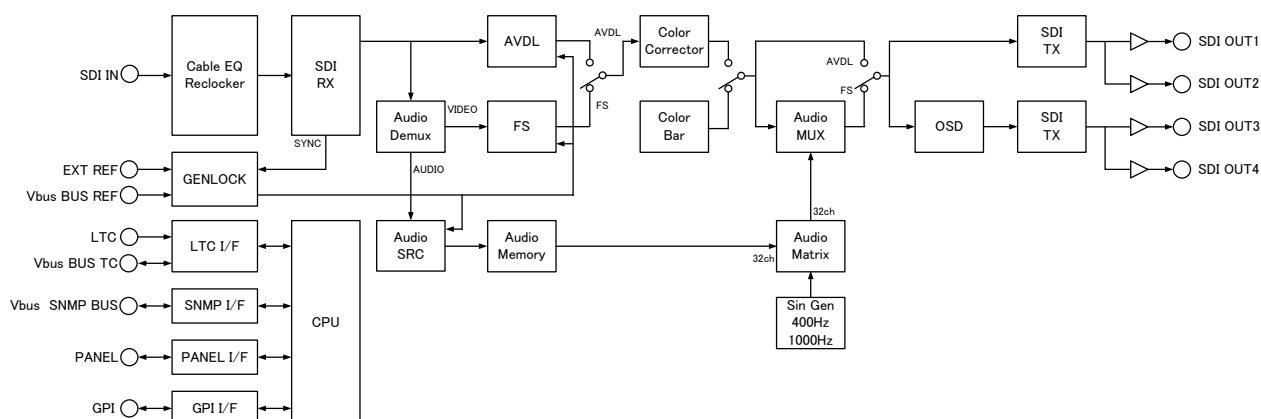 SDI IN
Cable EQ
Reclocker
SDI
RX
AVDL
AVDL
FS
Color
Corrector
Color
Bar
AVDL
FS
SDI
TX
SDI OUT1
SDI OUT2
Audio
Demux
VIDEO
FS
Audio
MUX
OSD
SDI
TX
SDI OUT3
SDI OUT4
SYNC
AUDIO
EXT REF
Vbus BUS REF
GENLOCK
LTC
Vbus BUS TC
LTC I/F
Audio
SRC
Audio
Memory
32ch
32ch
Audio
Matrix
Vbus SNMP BUS
SNMP I/F
CPU
Sin Gen
400Hz
1000Hz
PANEL
PANEL I/F
GPI
GPI I/F